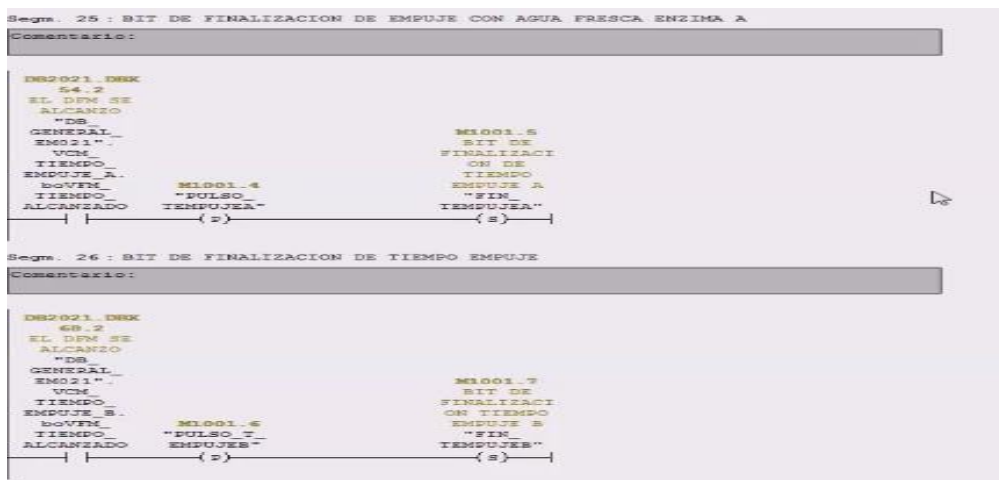 Segm. 25 : BIT DE FINALIZACION DE EMPUJE CON AGUA FRESCA ENZIMA A
Comentario:
DB2021.DBX
54.2
EL DFM SE
ALCANZO
"DB_
GENERAL_
EM021".
VCM_
TIEMPO_
EMPUJE_A.
boVFM_
TIEMPO_
ALCANZADO
M1001.4
"PULSO_
TEMPUJEA"
(P)
M1001.5
BIT DE
FINALIZACI
ON DE
TIEMPO
EMPUJE A
"FIN_
TEMPUJEA"
(S)
Segm. 26 : BIT DE FINALIZACION DE TIEMPO EMPUJE
Comentario:
DB2021.DBX
68.2
EL DFM SE
ALCANZO
"DB_
GENERAL_
EM021".
VCM_
TIEMPO_
EMPUJE_B.
boVFM_
TIEMPO_
ALCANZADO
M1001.6
"PULSO_T_
EMPUJEB"
(P)
M1001.7
BIT DE
FINALIZACI
ON TIEMPO
EMPUJE B
"FIN_
TEMPUJEB"
(S)